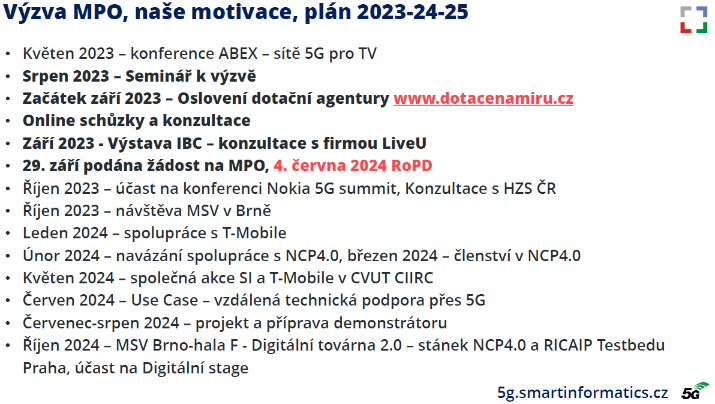 Výzva MPO, naše motivace, plán 2023-24-25
• Květen 2023 – konference ABEX – sítě 5G pro TV
• Srpen 2023 – Seminář k výzvě
• Začátek září 2023 – Oslovení dotační agentury www.dotacenamiru.cz
• Online schůzky a konzultace
• Září 2023 - Výstava IBC – konzultace s firmou LiveU
• 29. září podána žádost na MPO, 4. června 2024 RoPD
• Říjen 2023 – účast na konferenci Nokia 5G summit, Konzultace s HZS ČR
• Říjen 2023 – návštěva MSV v Brně
• Leden 2024 – spolupráce s T-Mobile
• Únor 2024 – navázání spolupráce s NCP4.0, březen 2024 – členství v NCP4.0
• Květen 2024 – společná akce SI a T-Mobile v CVUT CIIRC
• Červen 2024 – Use Case – vzdálená technická podpora přes 5G
• Červenec-srpen 2024 – projekt a příprava demonstrátoru
• Říjen 2024 – MSV Brno-hala F - Digitální továrna 2.0 – stánek NCP4.0 a RICAIP Testbedu
Praha, účast na Digitální stage
5g.smartinformatics.cz 5G